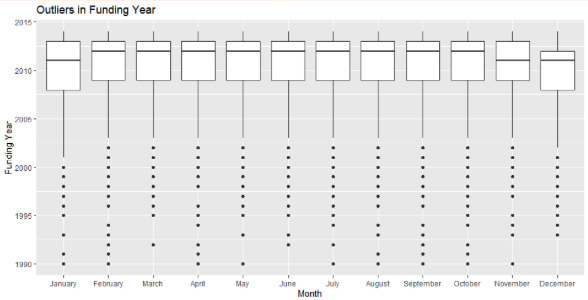 Outliers in Funding Year
2015
2010
2005
2000
1995
1990
Funding Year
January February March April May June July August September October November December
Month